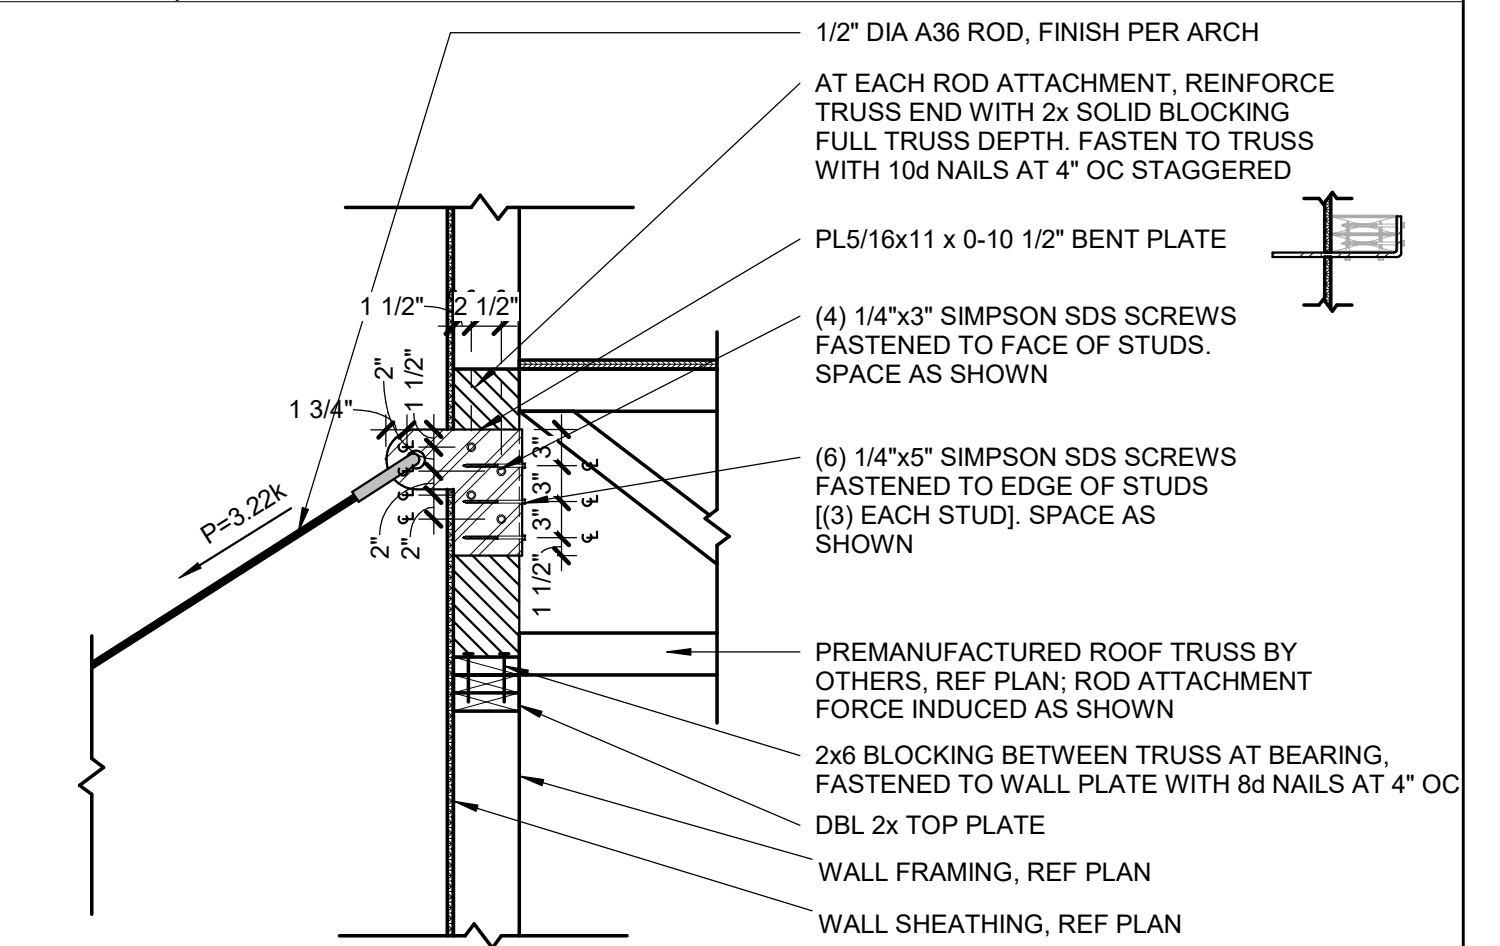 1/2" DIA A36 ROD, FINISH PER ARCH
AT EACH ROD ATTACHMENT, REINFORCE
TRUSS END WITH 2x SOLID BLOCKING
FULL TRUSS DEPTH. FASTEN TO TRUSS
WITH 10d NAILS AT 4" OC STAGGERED
PL5/16x11 x 0-10 1/2" BENT PLATE
1 1/2"
2 1/2"
(4) 1/4"x3" SIMPSON SDS SCREWS
FASTENED TO FACE OF STUDS.
SPACE AS SHOWN
2"
1 1/2"
1 3/4"
3"
3"
3"
1 1/2"
2"
2"
℄
℄
℄
℄
℄
℄
℄
P=3.22k
(6) 1/4"x5" SIMPSON SDS SCREWS
FASTENED TO EDGE OF STUDS
[(3) EACH STUD]. SPACE AS
SHOWN
PREMANUFACTURED ROOF TRUSS BY
OTHERS, REF PLAN; ROD ATTACHMENT
FORCE INDUCED AS SHOWN
2x6 BLOCKING BETWEEN TRUSS AT BEARING,
FASTENED TO WALL PLATE WITH 8d NAILS AT 4" OC
DBL 2x TOP PLATE
WALL FRAMING, REF PLAN
WALL SHEATHING, REF PLAN